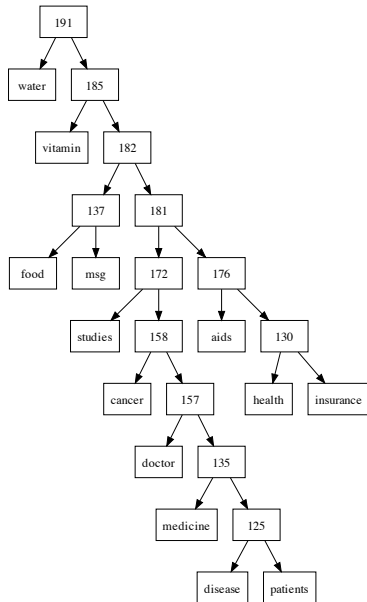 191
water
185
vitamin
182
137
181
food
msg
172
176
studies
158
aids
130
cancer
157
health
insurance
doctor
135
medicine
125
disease
patients